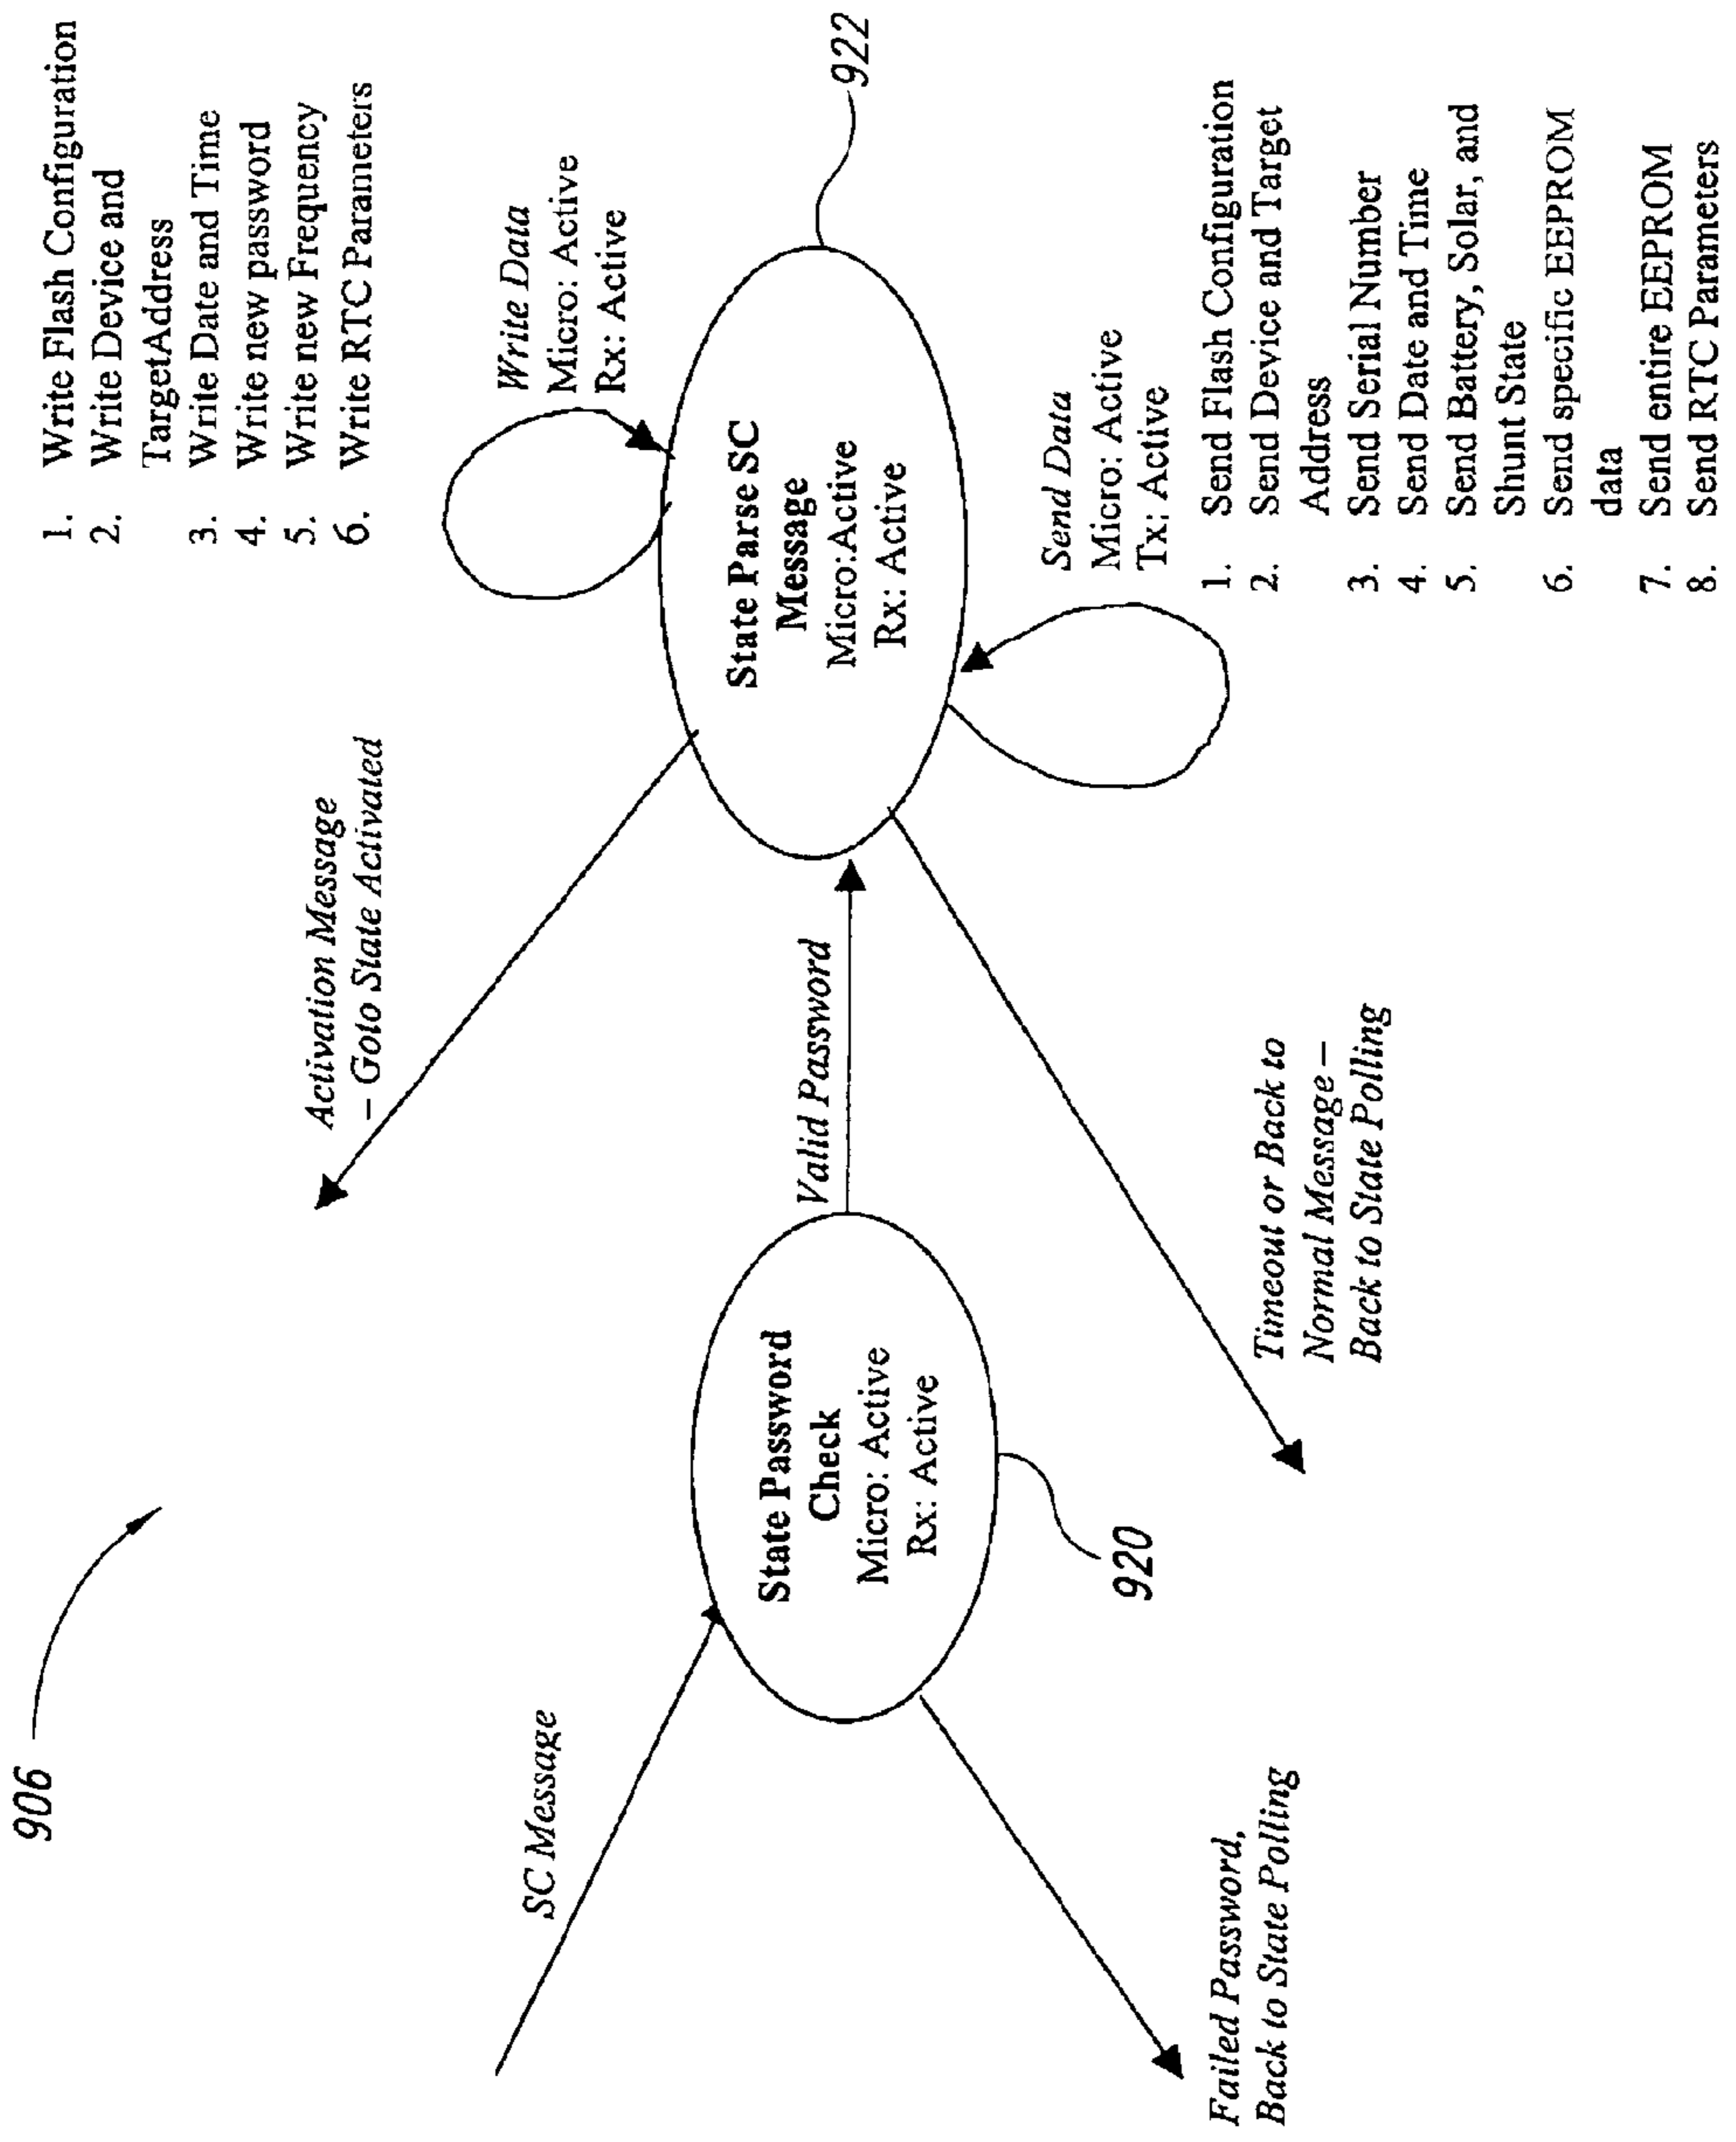 906
1. Write Flash Configuration
2. Write Device and
TargetAddress
3. Write Date and Time
4. Write new password
5. Write new Frequency
6. Write RTC Parameters
Activation Message
– Goto State Activated
Write Data
Micro: Active
Rx: Active
SC Message
State Password
Check
Micro: Active
Rx: Active
Valid Password
State Parse SC
Message
Micro:Active
Rx: Active
922
920
Failed Password,
Back to State Polling
Timeout or Back to
Normal Message –
Back to State Polling
Send Data
Micro: Active
Tx: Active
1. Send Flash Configuration
2. Send Device and Target
Address
3. Send Serial Number
4. Send Date and Time
5. Send Battery, Solar, and
Shunt State
6. Send specific EEPROM
data
7. Send entire EEPROM
8. Send RTC Parameters